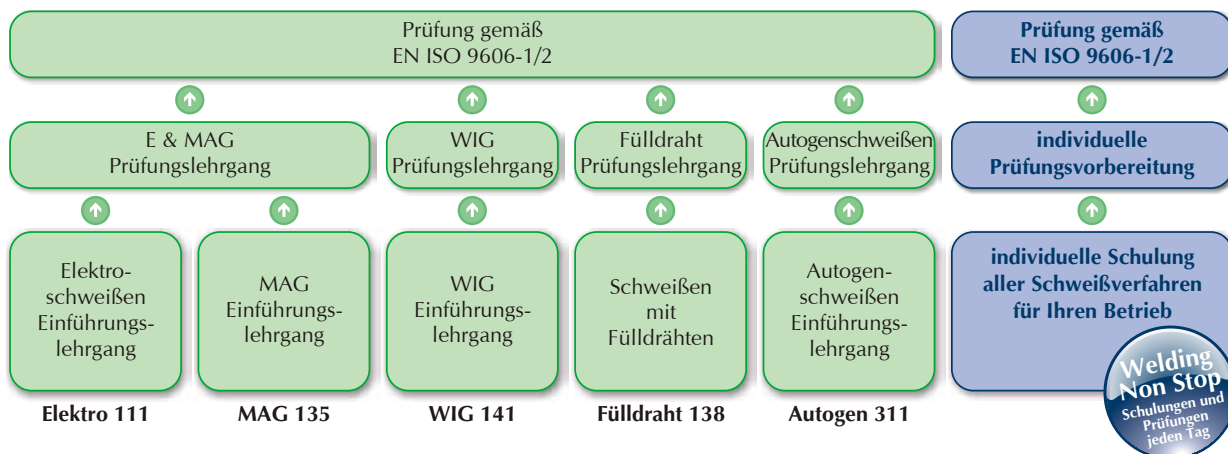 Prüfung gemäß
EN ISO 9606-1/2
Prüfung gemäß
EN ISO 9606-1/2
E & MAG
Prüfungslehrgang
WIG
Prüfungslehrgang
Fülldraht
Prüfungslehrgang
Autogenschweißen
Prüfungslehrgang
individuelle
Prüfungsvorbereitung
Elektro-
schweißen
Einführungs-
lehrgang
MAG
Einführungs-
lehrgang
WIG
Einführungs-
lehrgang
Schweißen
mit
Fülldrähten
Autogen-
schweißen
Einführungs-
lehrgang
individuelle Schulung
aller Schweißverfahren
für Ihren Betrieb
Elektro 111
MAG 135
WIG 141
Fülldraht 138
Autogen 311
Welding
Non Stop
Schulungen und
Prüfungen
jeden Tag